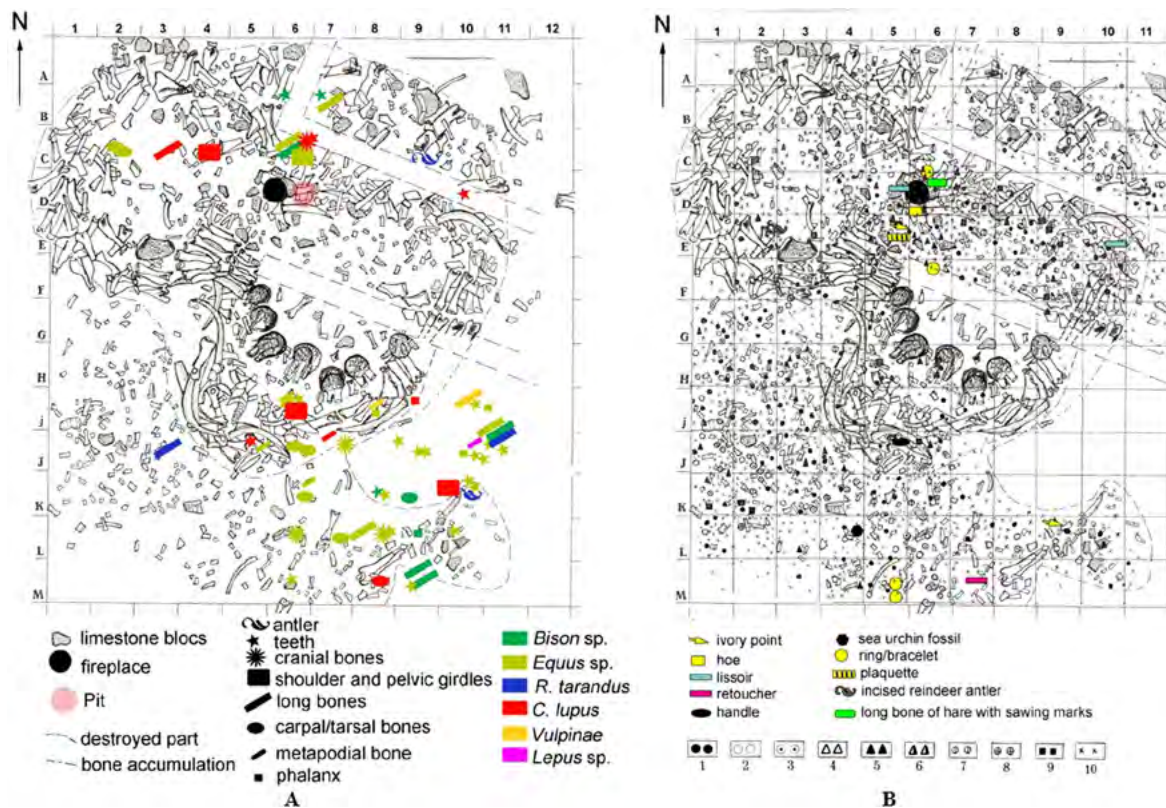 N
1 2 3 4 5 6 7 8 9 10 11 12
A
B
C
D
E
F
G
H
j
J
K
L
M
limestone blocs
fireplace
Pit
destroyed part
bone accumulation
antler
teeth
cranial bones
shoulder and pelvic girdles
long bones
carpal/tarsal bones
metapodial bone
phalanx
Bison sp.
Equus sp.
R. tarandus
C. lupus
Vulpinae
Lepus sp.
A
N
1 2 3 4 5 6 7 8 9 10 11
A
B
C
D
E
F
G
H
j
J
K
L
M
ivory point
hoe
lissoir
retoucher
handle
sea urchin fossil
ring/bracelet
plaquette
incised reindeer antler
long bone of hare with sawing marks
1 2 3 4 5 6 7 8 9 10
B